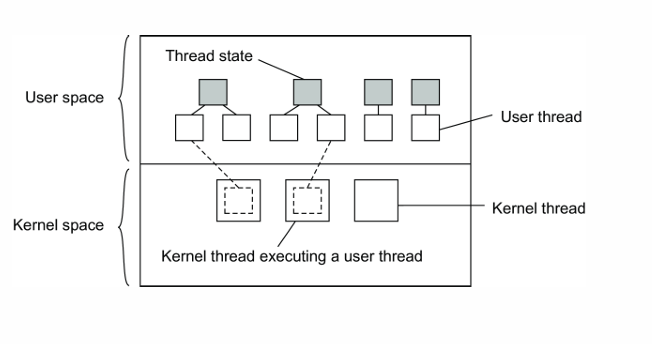 Thread state
User space
User thread
Kernel space
Kernel thread
Kernel thread executing a user thread